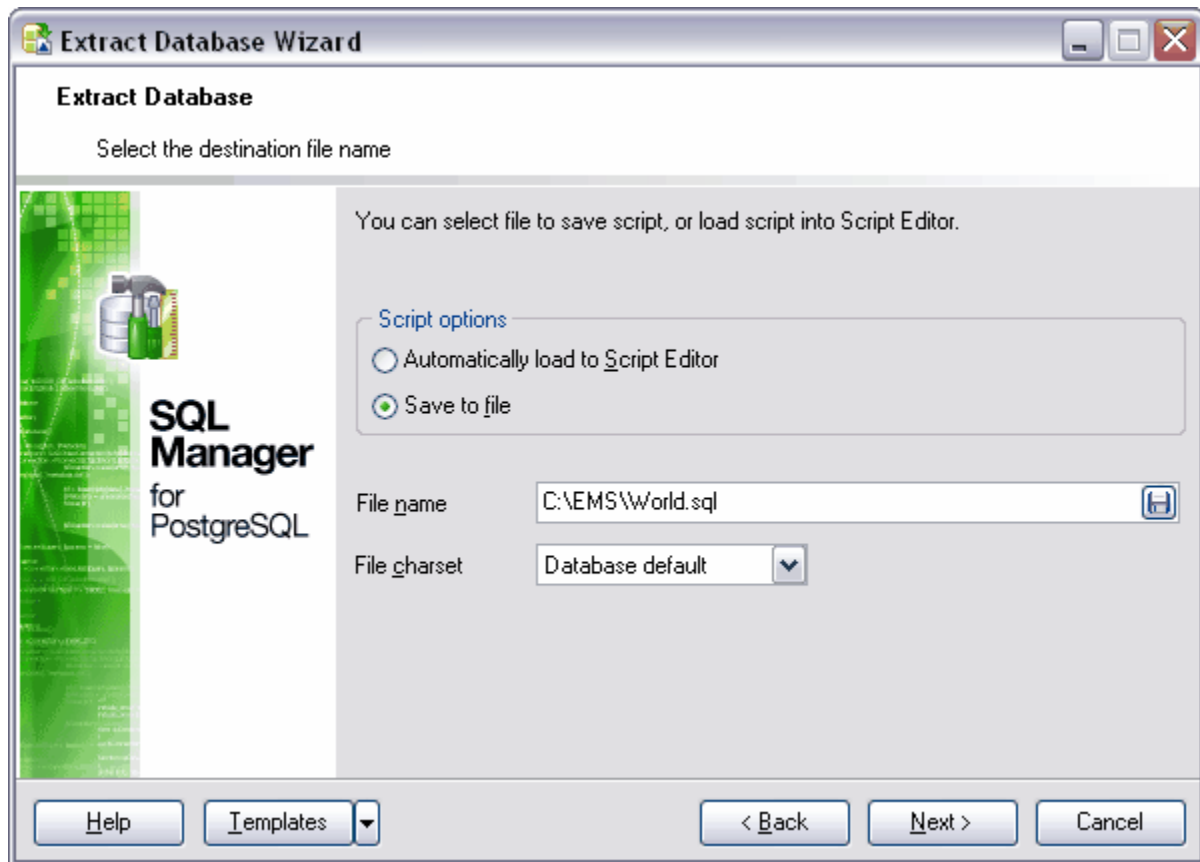 Extract Database Wizard
Extract Database
Select the destination file name
You can select file to save script, or load script into Script Editor.
Script options
Automatically load to Script Editor
Save to file
SQL
Manager
for
PostgreSQL
File name C:\EMS\World.sql
File charset Database default
Help Templates < Back Next > Cancel